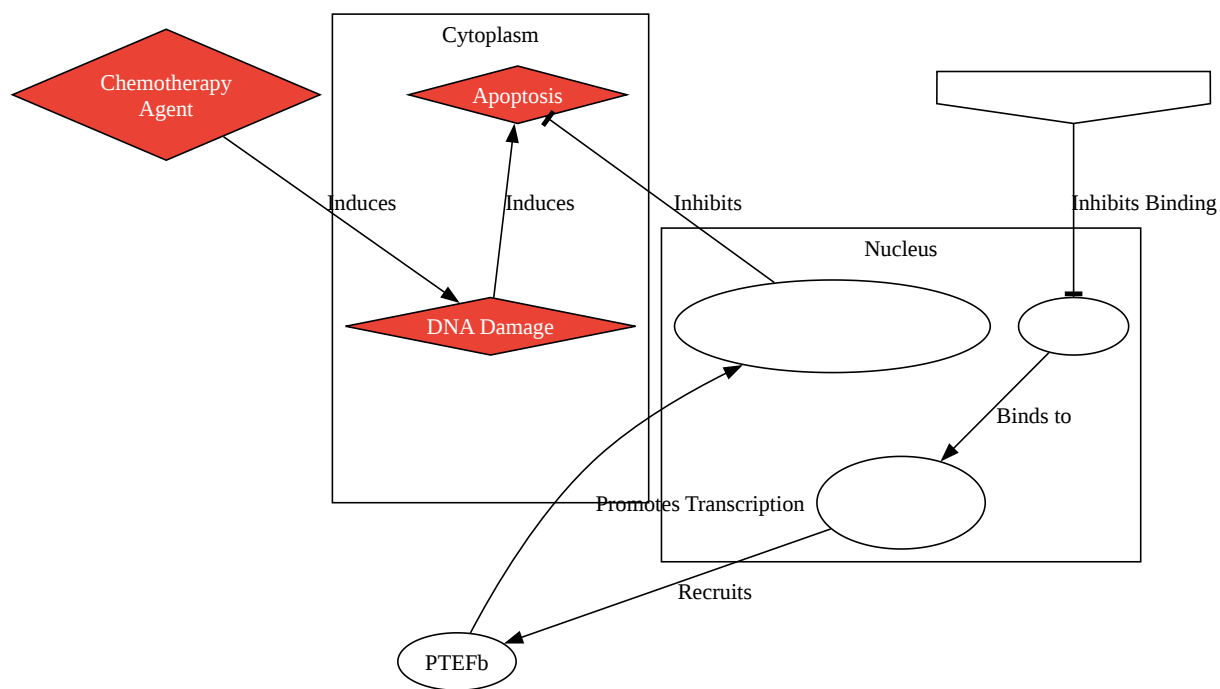 Cytoplasm
Chemotherapy
Agent
Apoptosis
Induces
Induces
Inhibits
Inhibits Binding
Nucleus
DNA Damage
Binds to
Promotes Transcription
Recruits
PTEFb